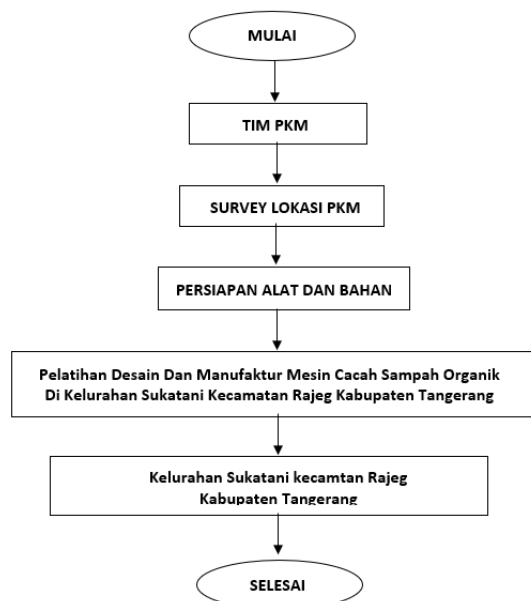 MULAI
TIM PKM
SURVEY LOKASI PKM
PERSIAPAN ALAT DAN BAHAN
Pelatihan Desain Dan Manufaktur Mesin Cacah Sampah Organik
Di Kelurahan Sukatani Kecamatan Rajeg Kabupaten Tangerang
Kelurahan Sukatani kecamtan Rajeg
Kabupaten Tangerang
SELESAI